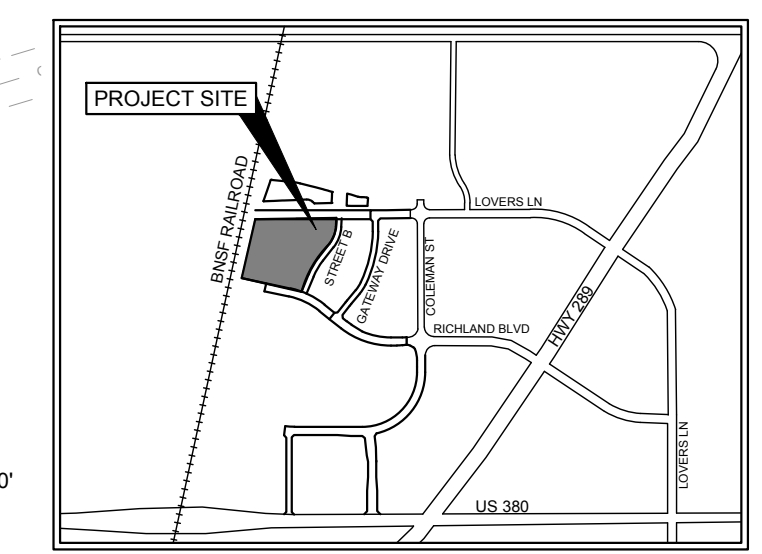 PROJECT SITE
BNSF RAILROAD
LOVERS LN
STREET B
GATEWAY DRIVE
COLEMAN ST
HWY 289
RICHLAND BLVD
LOVERS LN
0'
US 380